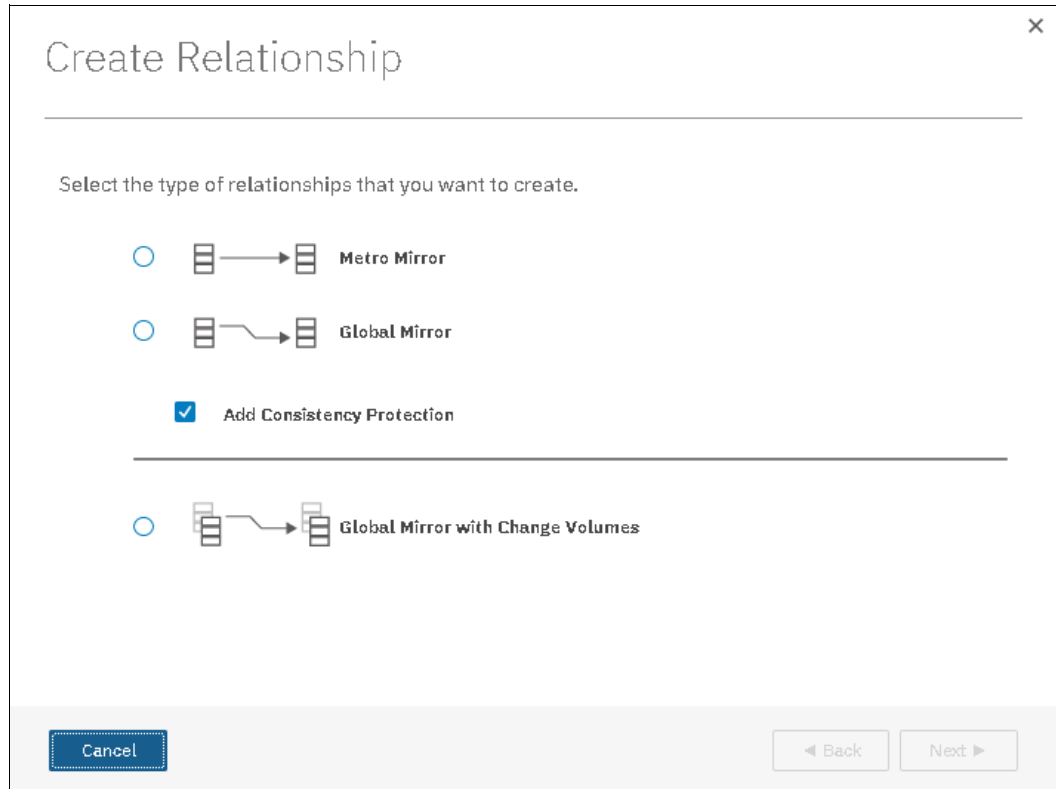 Create Relationship
Select the type of relationships that you want to create.
Metro Mirror
Global Mirror
Add Consistency Protection
Global Mirror with Change Volumes
Cancel
Back
Next